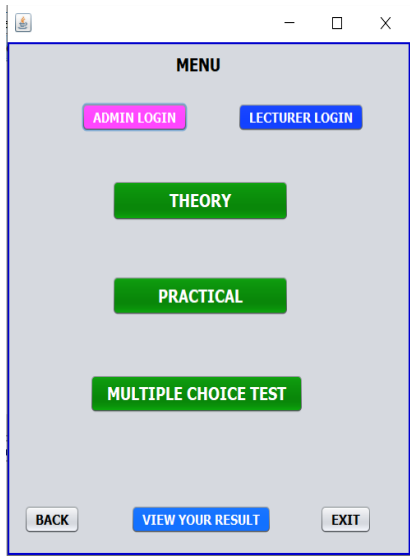 MENU
ADMIN LOGIN LECTURER LOGIN
THEORY
PRACTICAL
MULTIPLE CHOICE TEST
BACK VIEW YOUR RESULT EXIT